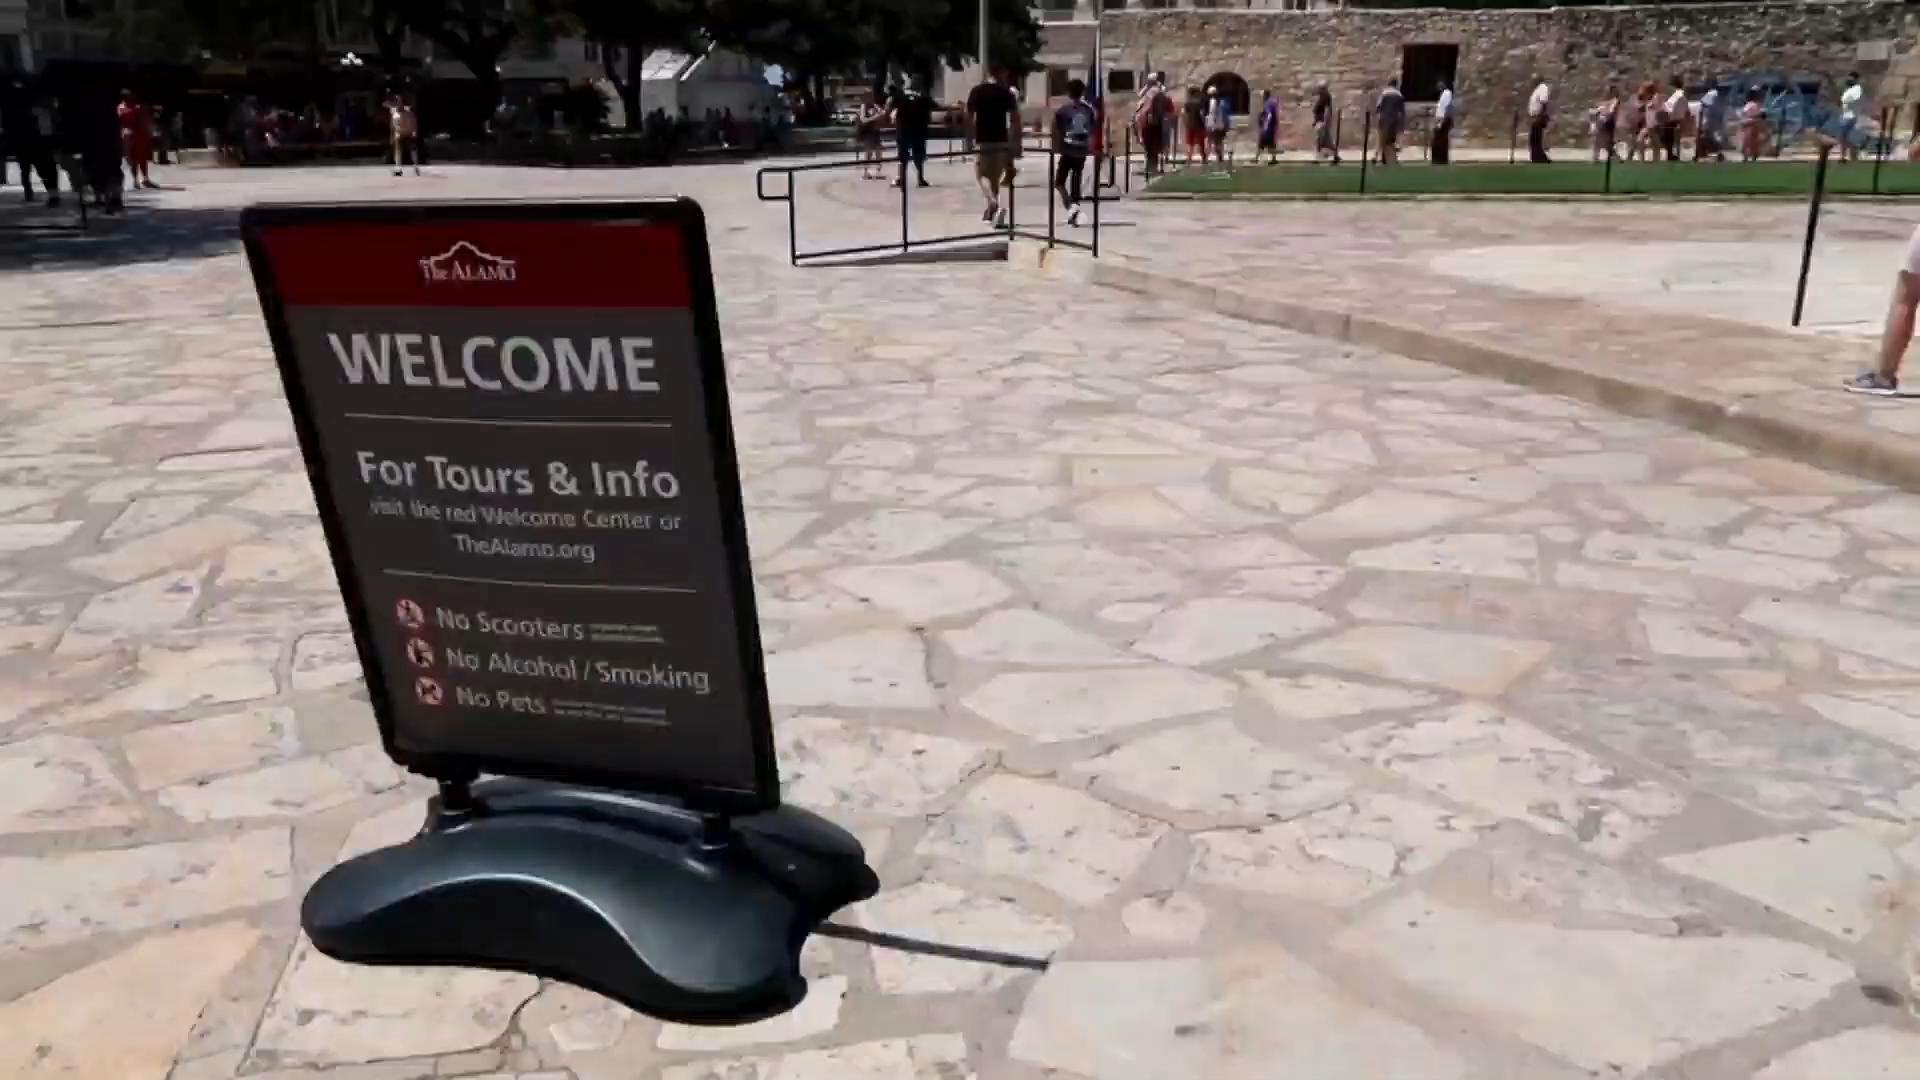 The ALAMO
WELCOME
For Tours & Info
visit the red Welcome Center or
TheAlamo.org
No Scooters
No Alcohol / Smoking
No Pets